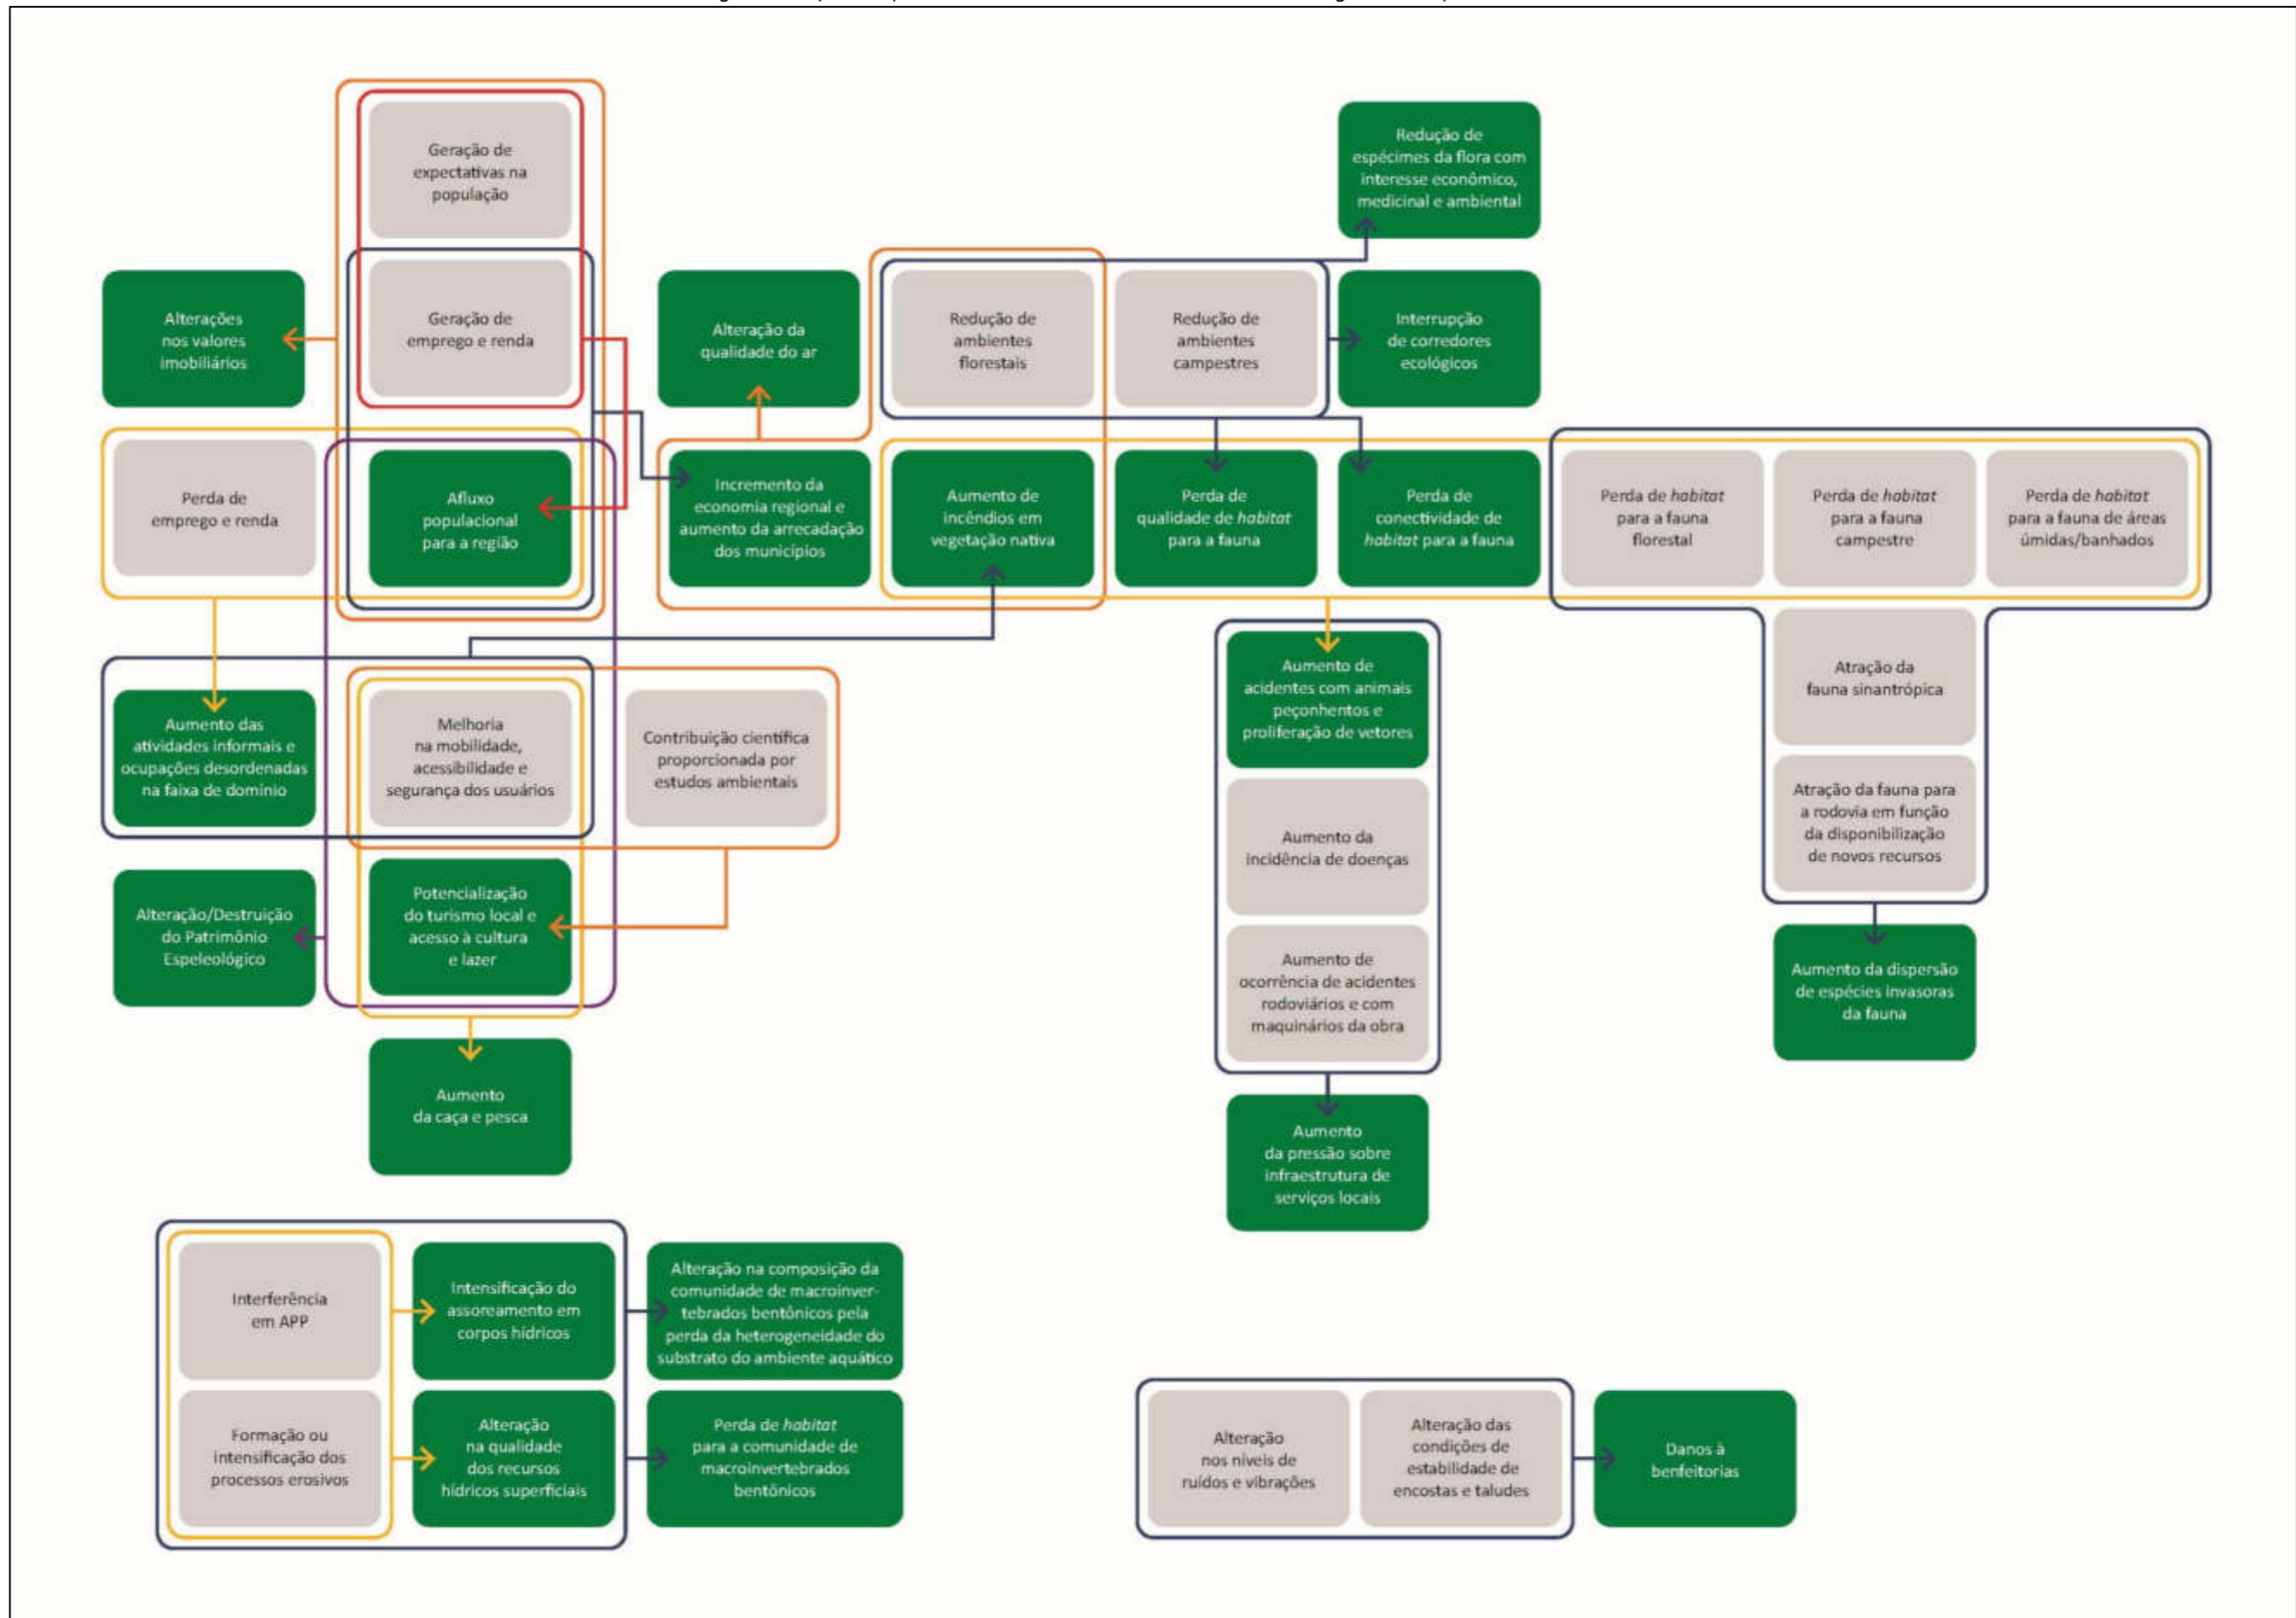 Geração de
expectativas na
população
Redução de
espécimes da flora com
interesse econômico,
medicinal e ambiental
Alterações
nos valores
imobiliários
Geração de
emprego e renda
Alteração da
qualidade do ar
Redução de
ambientes
florestais
Redução de
ambientes
campestres
Interrupção
de corredores
ecológicos
Perda de
emprego e renda
Afluxo
populacional
para a região
Incremento da
economia regional e
aumento da arrecadação
dos municípios
Aumento de
incêndios em
vegetação nativa
Perda de
qualidade de habitat
para a fauna
Perda de
conectividade de
habitat para a fauna
Perda de habitat
para a fauna
florestal
Perda de habitat
para a fauna
campestre
Perda de habitat
para a fauna de áreas
úmidas/banhados
Aumento das
atividades informais e
ocupações desordenadas
na faixa de domínio
Melhoria
na mobilidade,
acessibilidade e
segurança dos usuários
Contribuição científica
proporcionada por
estudos ambientais
Aumento de
acidentes com animais
peçonhentos e
proliferação de vetores
Atração da
fauna sinantrópica
Aumento da
incidência de doenças
Atração da fauna para
a rodovia em função
da disponibilização
de novos recursos
Alteração/Destruição
do Patrimônio
Espeleológico
Potencialização
do turismo local e
acesso à cultura
e lazer
Aumento de
ocorrência de acidentes
rodoviários e com
maquinários da obra
Aumento da dispersão
de espécies invasoras
da fauna
Aumento
da caça e pesca
Aumento
da pressão sobre
infraestrutura de
serviços locais
Interferência
em APP
Intensificação do
assoreamento em
corpos hídricos
Alteração na composição da
comunidade de macroinver-
tebrados bentônicos pela
perda da heterogeneidade do
substrato do ambiente aquático
Formação ou
intensificação dos
processos erosivos
Alteração
na qualidade
dos recursos
hídricos superficiais
Perda de habitat
para a comunidade de
macroinvertebrados
bentônicos
Alteração
nos níveis de
ruídos e vibrações
Alteração das
condições de
estabilidade de
encostas e taludes
Danos à
benfeitorias